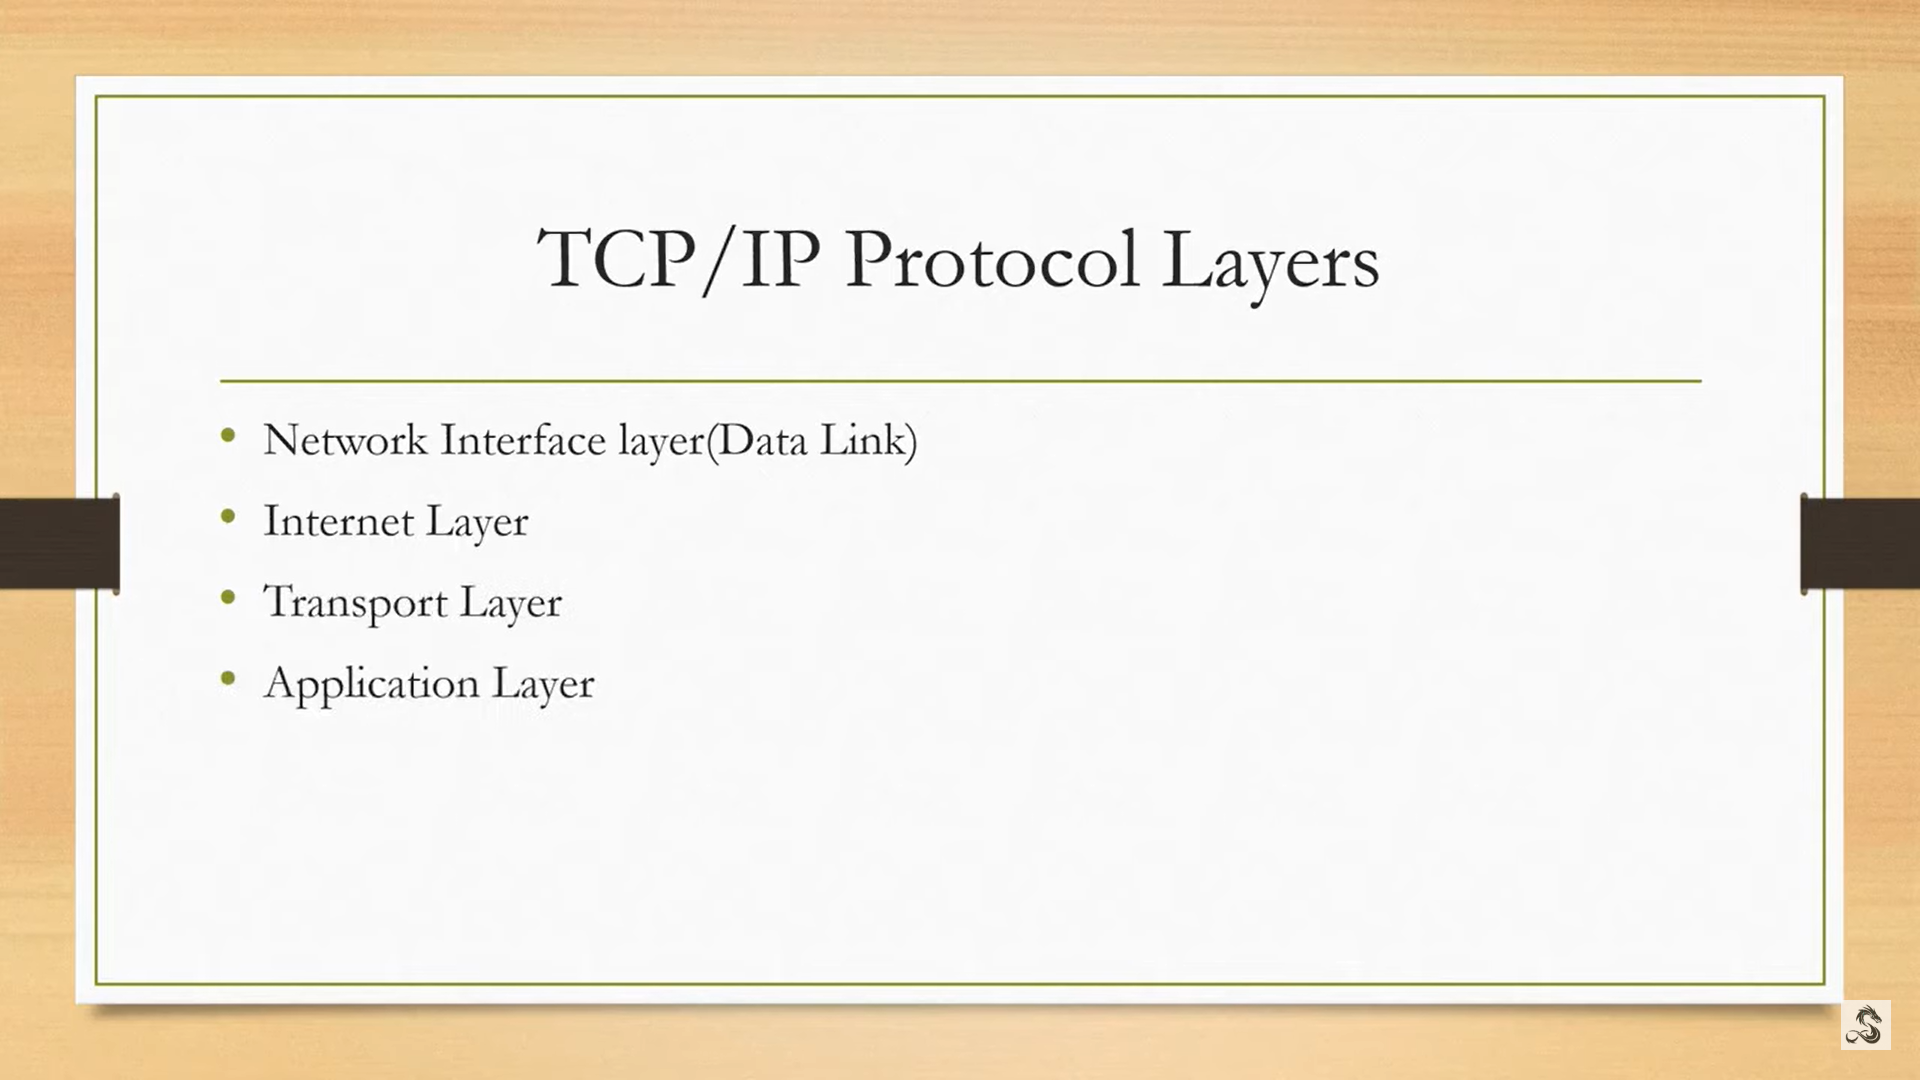 TCP/IP Protocol Layers
• Network Interface layer(Data Link)
• Internet Layer
• Transport Layer
• Application Layer